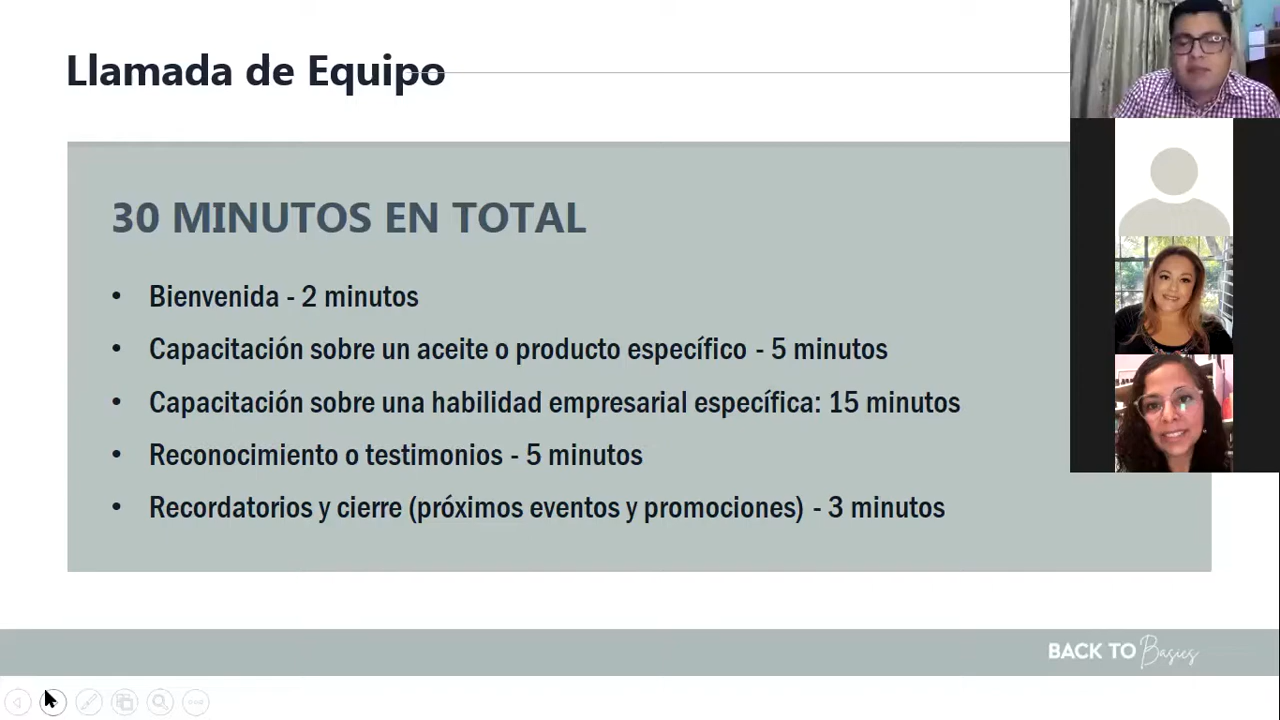 Llamada de Equipo
30 MINUTOS EN TOTAL
• Bienvenida - 2 minutos
• Capacitación sobre un aceite o producto específico - 5 minutos
• Capacitación sobre una habilidad empresarial específica: 15 minutos
• Reconocimiento o testimonios - 5 minutos
• Recordatorios y cierre (próximos eventos y promociones) - 3 minutos
BACK TO Basics